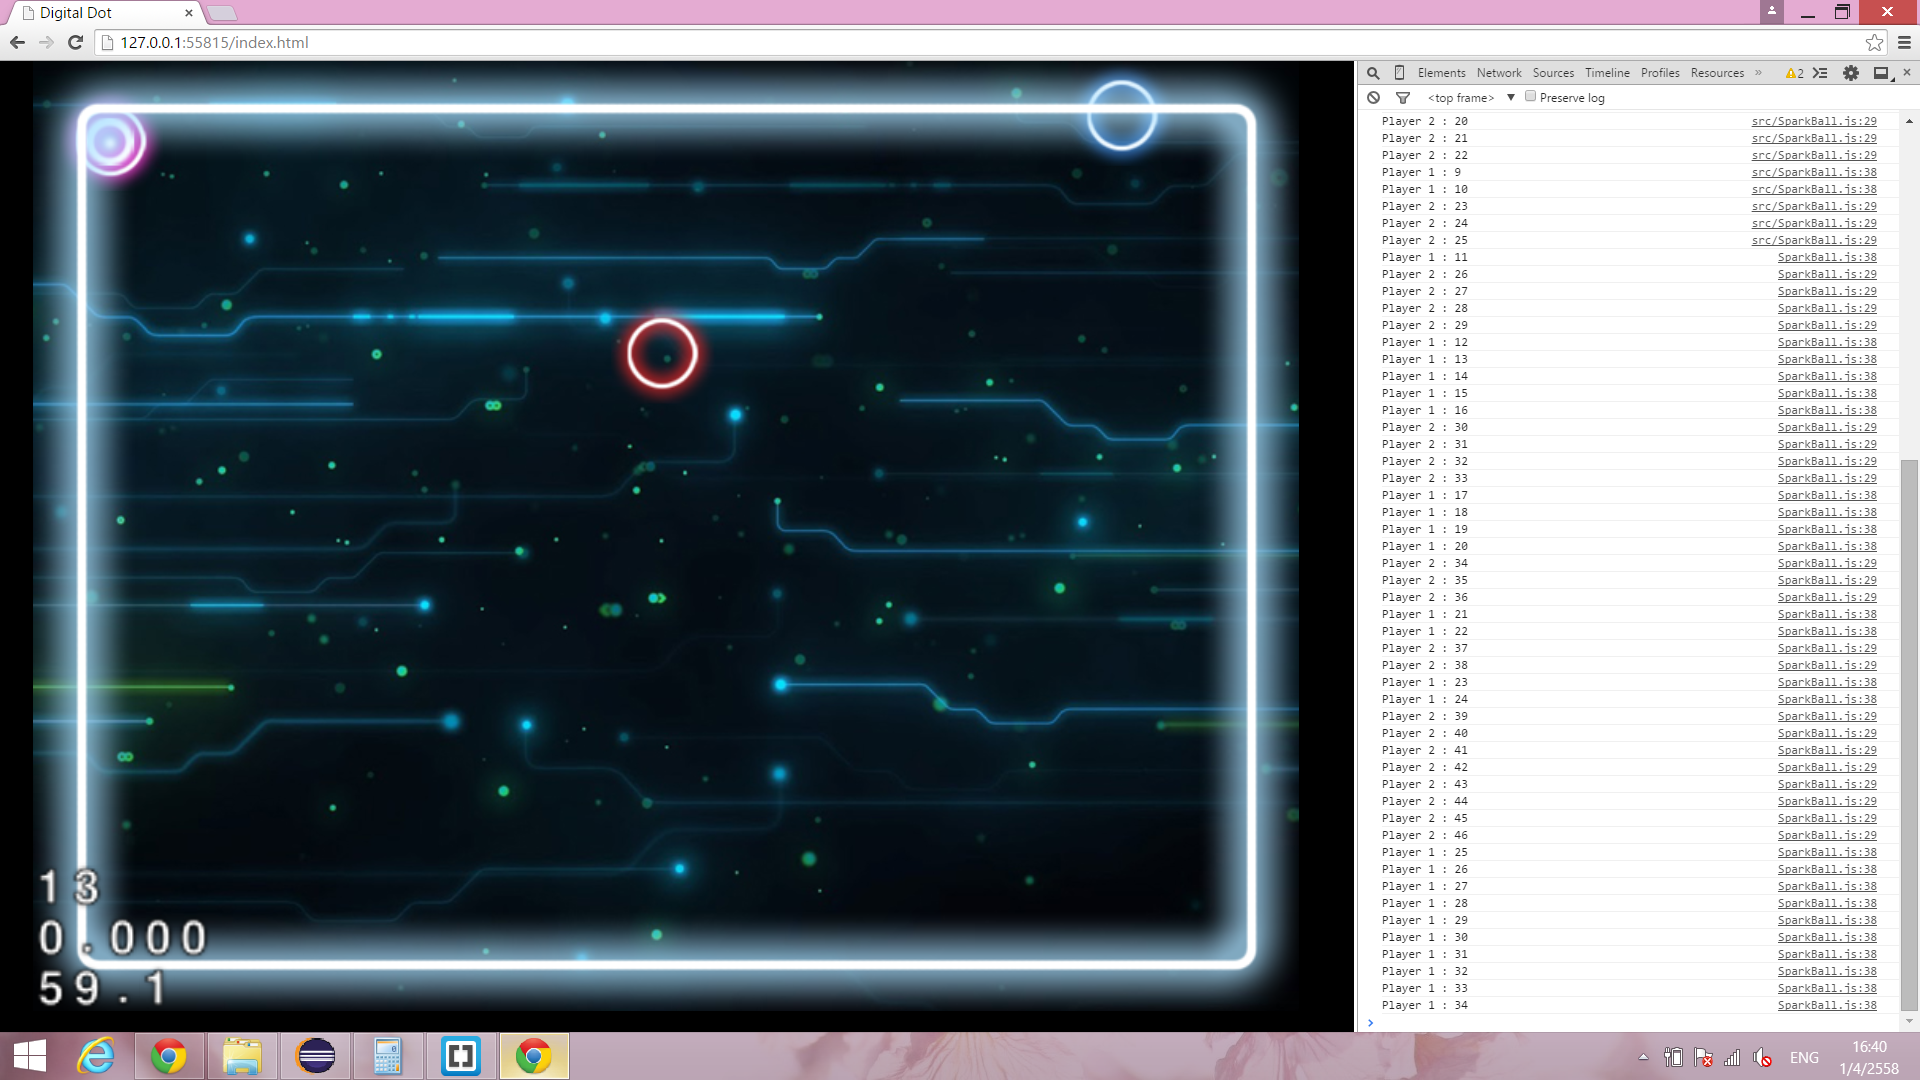 Digital Dot
127.0.0.1:55815/index.html
Elements Network Sources Timeline Profiles Resources » 2
<top frame> Preserve log
Player 2 : 20 src/SparkBall.js:29
Player 2 : 21 src/SparkBall.js:29
Player 2 : 22 src/SparkBall.js:29
Player 1 : 9 src/SparkBall.js:38
Player 1 : 10 src/SparkBall.js:38
Player 2 : 23 src/SparkBall.js:29
Player 2 : 24 src/SparkBall.js:29
Player 2 : 25 src/SparkBall.js:29
Player 1 : 11 SparkBall.js:38
Player 2 : 26 SparkBall.js:29
Player 2 : 27 SparkBall.js:29
Player 2 : 28 SparkBall.js:29
Player 2 : 29 SparkBall.js:29
Player 1 : 12 SparkBall.js:38
Player 1 : 13 SparkBall.js:38
Player 1 : 14 SparkBall.js:38
Player 1 : 15 SparkBall.js:38
Player 1 : 16 SparkBall.js:38
Player 2 : 30 SparkBall.js:29
Player 2 : 31 SparkBall.js:29
Player 2 : 32 SparkBall.js:29
Player 2 : 33 SparkBall.js:29
Player 1 : 17 SparkBall.js:38
Player 1 : 18 SparkBall.js:38
Player 1 : 19 SparkBall.js:38
Player 1 : 20 SparkBall.js:38
Player 2 : 34 SparkBall.js:29
Player 2 : 35 SparkBall.js:29
Player 2 : 36 SparkBall.js:29
Player 1 : 21 SparkBall.js:38
Player 1 : 22 SparkBall.js:38
Player 2 : 37 SparkBall.js:29
Player 2 : 38 SparkBall.js:29
Player 1 : 23 SparkBall.js:38
Player 1 : 24 SparkBall.js:38
Player 2 : 39 SparkBall.js:29
Player 2 : 40 SparkBall.js:29
Player 2 : 41 SparkBall.js:29
Player 2 : 42 SparkBall.js:29
Player 2 : 43 SparkBall.js:29
Player 2 : 44 SparkBall.js:29
Player 2 : 45 SparkBall.js:29
Player 2 : 46 SparkBall.js:29
Player 1 : 25 SparkBall.js:38
Player 1 : 26 SparkBall.js:38
Player 1 : 27 SparkBall.js:38
Player 1 : 28 SparkBall.js:38
Player 1 : 29 SparkBall.js:38
Player 1 : 30 SparkBall.js:38
Player 1 : 31 SparkBall.js:38
Player 1 : 32 SparkBall.js:38
Player 1 : 33 SparkBall.js:38
Player 1 : 34 SparkBall.js:38
13
0.000
59.1
ENG
16:40
1/4/2558